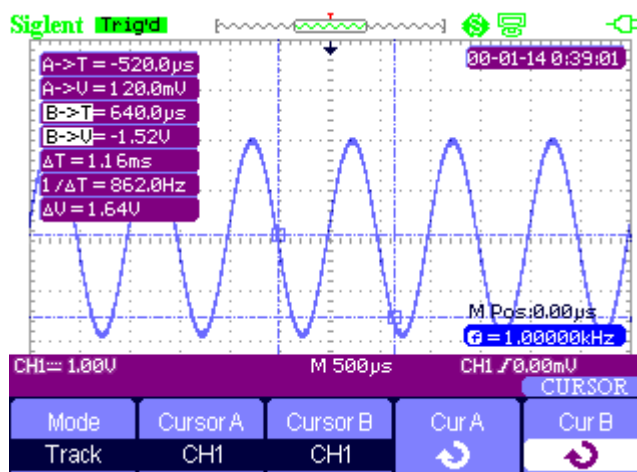 Siglent Trig'd
00-01-14 0:39:01
A->T=-520.0µs
A->V=120.0mV
B->T=640.0µs
B->V=-1.52V
ΔT=1.16ms
1/ΔT=862.0Hz
ΔV=1.64V
M Pos:0.00µs
f=1.00000kHz
CH1 1.00V M 500µs CH1 0.00mV
CURSOR
Mode Cursor A Cursor B Cur A Cur B
Track CH1 CH1